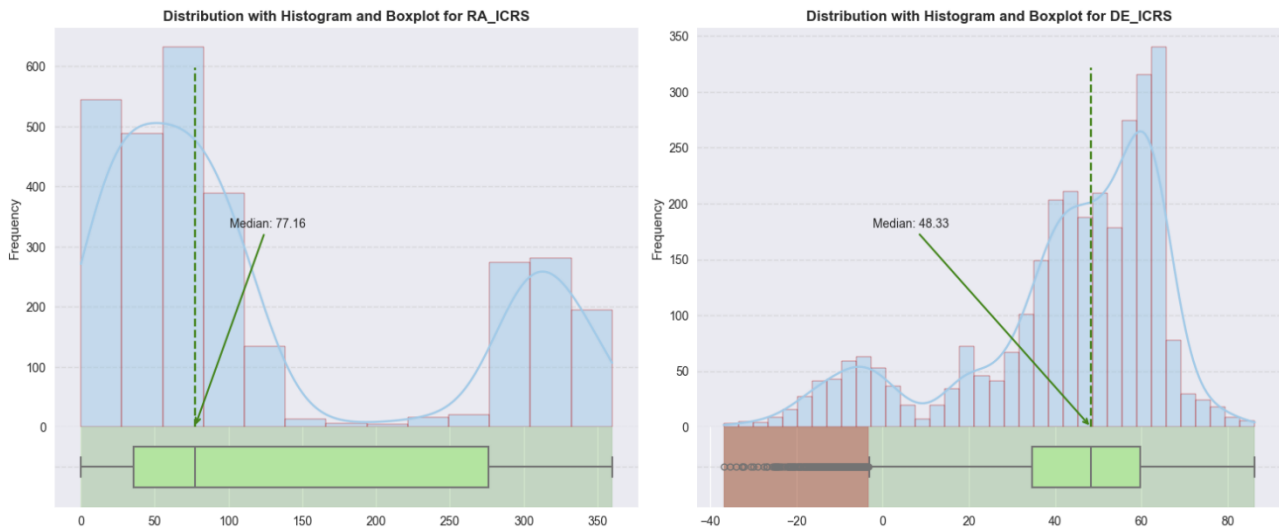 Distribution with Histogram and Boxplot for RA_ICRS
Frequency
600
500
400
300
200
100
0
Median: 77.16
0 50 100 150 200 250 300 350
Distribution with Histogram and Boxplot for DE_ICRS
Frequency
350
300
250
200
150
100
50
0
Median: 48.33
−40 −20 0 20 40 60 80